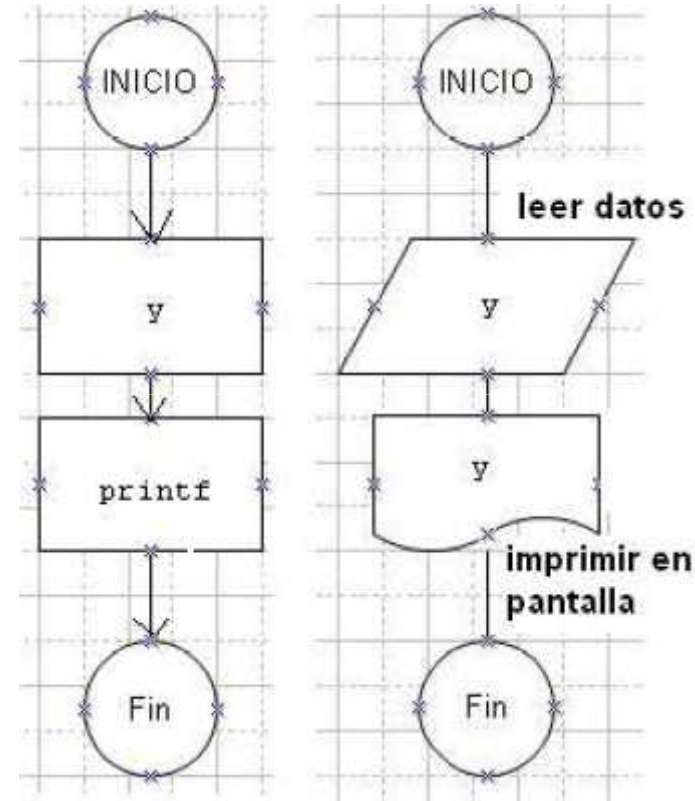 INICIO
y
printf
Fin
INICIO
leer datos
y
y
imprimir en
pantalla
Fin